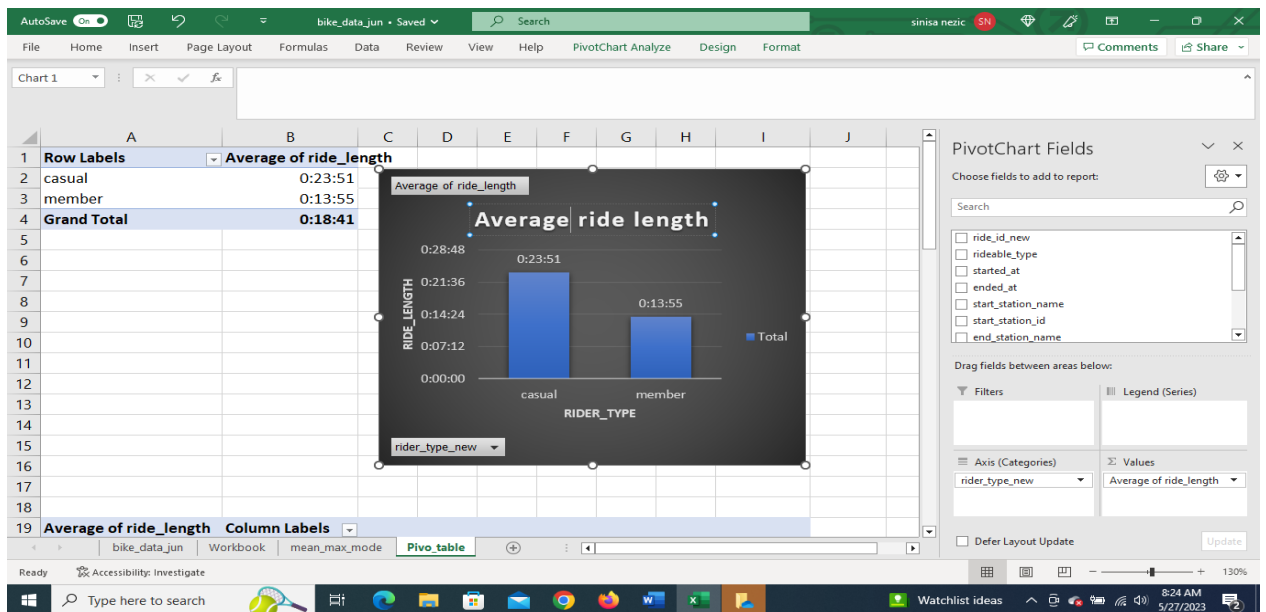 AutoSave On bike_data_jun • Saved Search sinisa nezic SN
File Home Insert Page Layout Formulas Data Review View Help PivotChart Analyze Design Format Comments Share
Chart 1 fx
A B C D E F G H I J
1 Row Labels Average of ride_length
2 casual 0:23:51
3 member 0:13:55
4 Grand Total 0:18:41
5
6
7
8
9
10
11
12
13
14
15
16
17
18
19 Average of ride_length Column Labels
Average of ride_length
Average ride length
0:28:48
0:23:51
0:21:36
0:13:55
0:14:24
0:07:12
0:00:00
RIDE_LENGTH
Total
casual member
RIDER_TYPE
rider_type_new
PivotChart Fields
Choose fields to add to report:
Search
ride_id_new
rideable_type
started_at
ended_at
start_station_name
start_station_id
end_station_name
Drag fields between areas below:
Filters Legend (Series)
Axis (Categories) Σ Values
rider_type_new Average of ride_length
Defer Layout Update Update
bike_data_jun Workbook mean_max_mode Pivo_table
Ready Accessibility: Investigate 130%
Type here to search Watchlist ideas 8:24 AM
5/27/2023 2